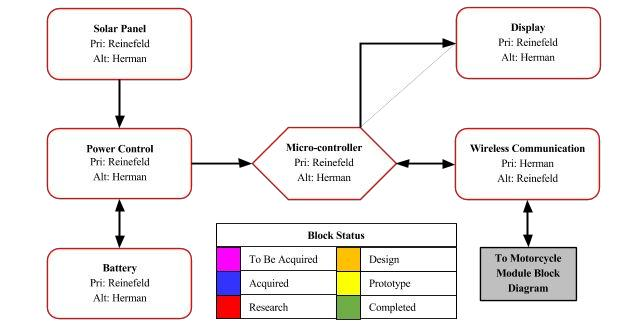 Solar Panel
Pri: Reinefeld
Alt: Herman
Display
Pri: Reinefeld
Alt: Herman
Power Control
Pri: Reinefeld
Alt: Herman
Micro-controller
Pri: Reinefeld
Alt: Herman
Wireless Communication
Pri: Herman
Alt: Reinefeld
Battery
Pri: Reinefeld
Alt: Herman
Block Status
To Be Acquired
Design
Acquired
Prototype
Research
Completed
To Motorcycle
Module Block
Diagram